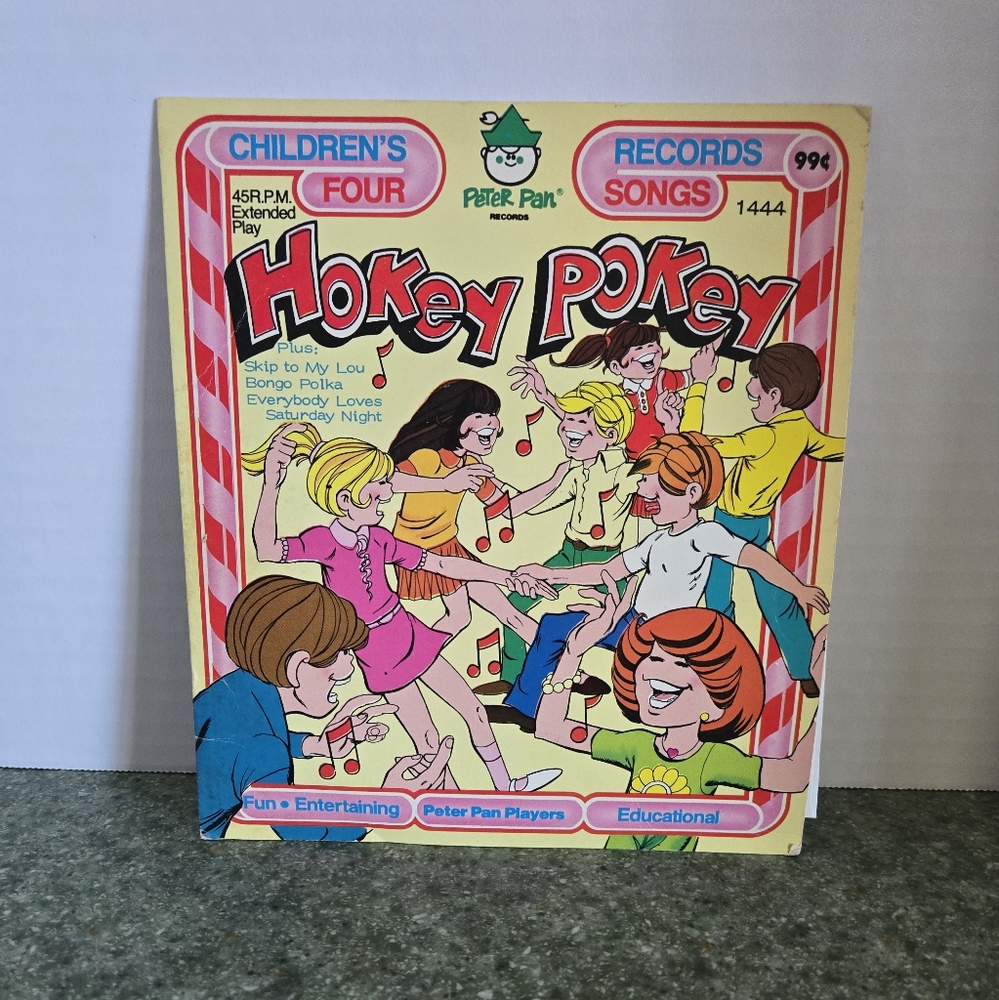 CHILDREN'S
FOUR
RECORDS
SONGS
99¢
45R.P.M.
Extended
Play
PETER PAN®
RECORDS
1444
HOKEY POKEY
Plus:
Skip to My Lou
Bongo Polka
Everybody Loves
Saturday Night
Fun • Entertaining
Peter Pan Players
Educational